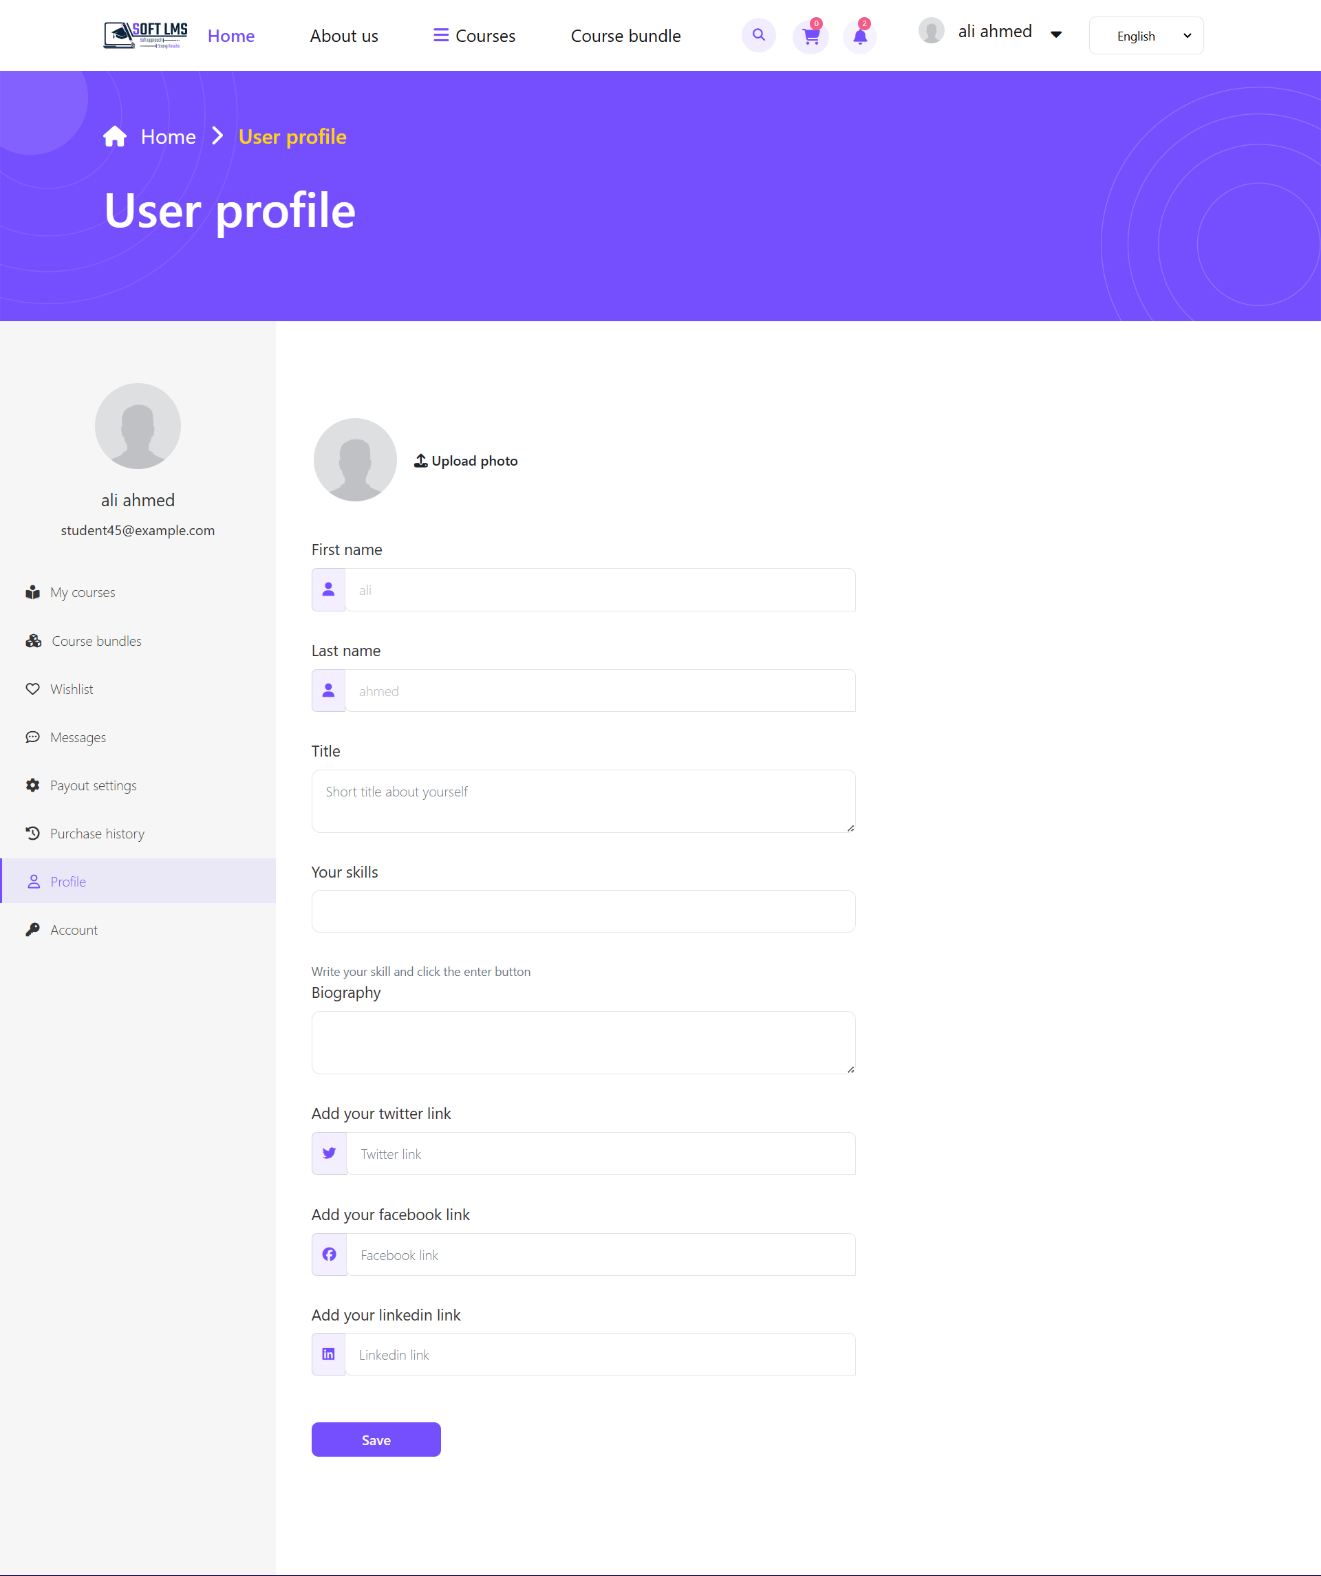 SOFT LMS
Home
About us
Courses
Course bundle
0
2
ali ahmed
English
Home
User profile
User profile
ali ahmed
student45@example.com
My courses
Course bundles
Wishlist
Messages
Payout settings
Purchase history
Profile
Account
Upload photo
First name
ali
Last name
ahmed
Title
Short title about yourself
Your skills
Write your skill and click the enter button
Biography
Add your twitter link
Twitter link
Add your facebook link
Facebook link
Add your linkedin link
Linkedin link
Save